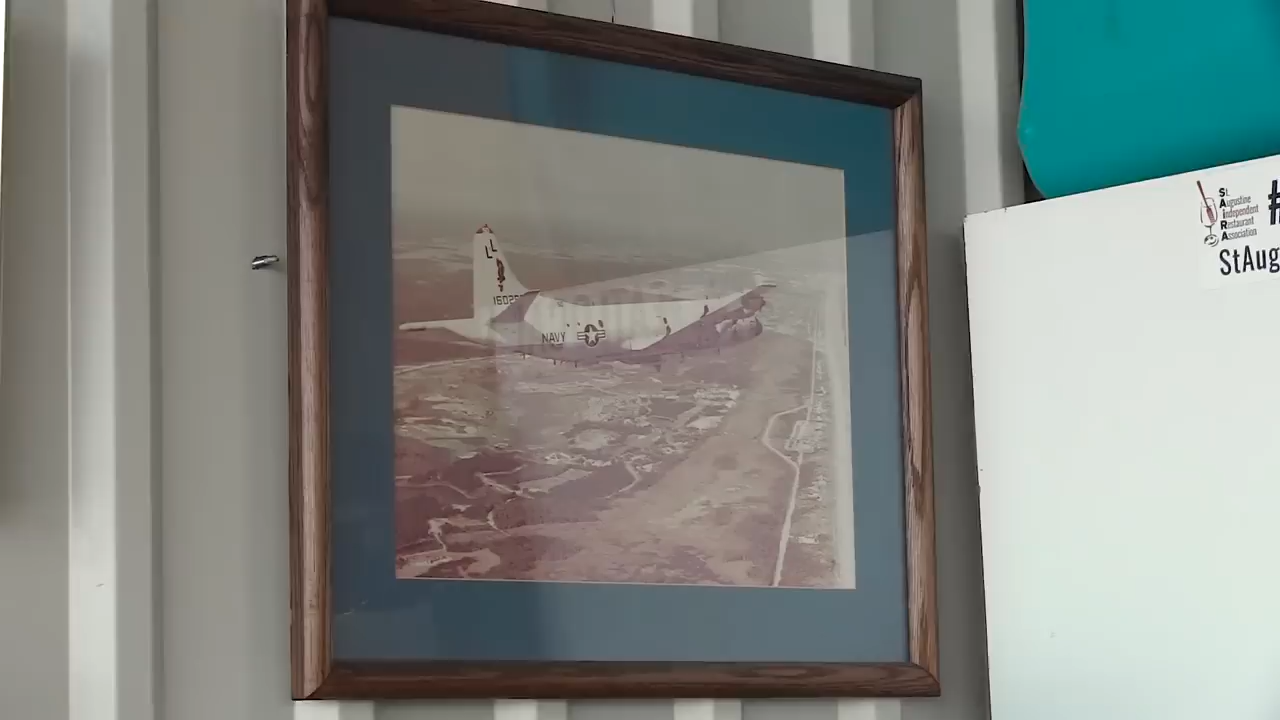 LL
NAVY
St.
Augustine
Independent
Restaurant
Association
#
StAug